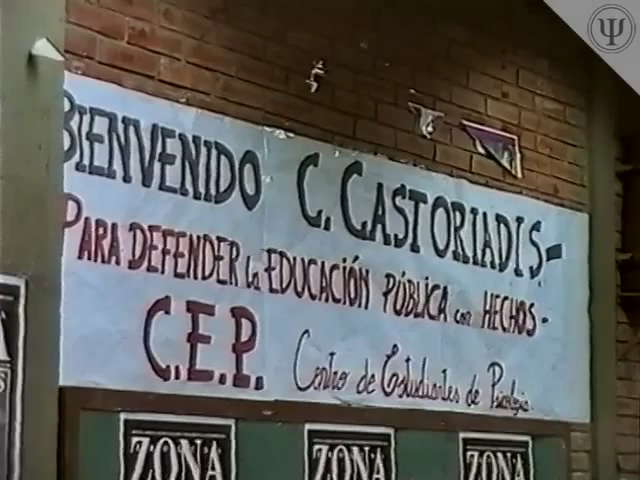 Ψ
BIENVENIDO C. CASTORIADIS-
PARA DEFENDER la EDUCACIÓN PÚBLICA con HECHOS-
C.E.P. Centro de Estudiantes de Psicología.
ZONA ZONA ZONA